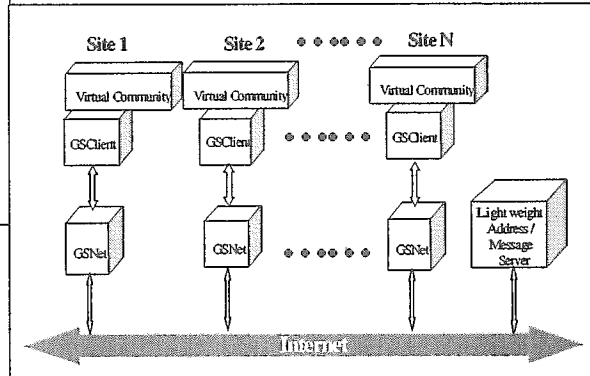 Site 1 Site 2 Site N
Virtual Community Virtual Community Virtual Community
GSClient GSClient GSClient
GSNet GSNet GSNet
Light weight
Address /
Message
Server
Internet